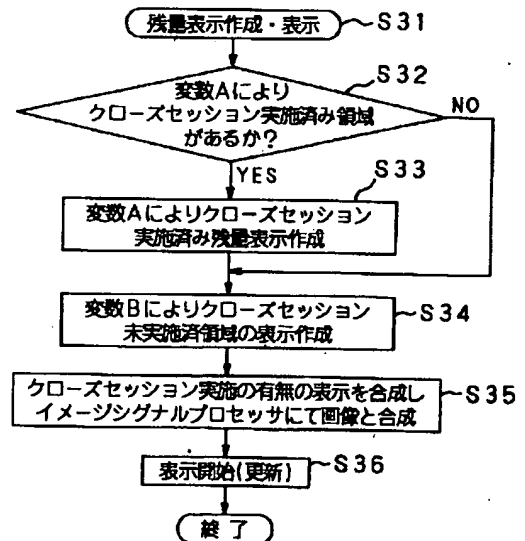 残量表示作成・表示
S31
変数Aにより
クローズセッション実施済み領域
があるか?
S32
NO
YES
S33
変数Aによりクローズセッション
実施済み残量表示作成
変数Bによりクローズセッション
未実施済領域の表示作成
S34
クローズセッション実施の有無の表示を合成し
イメージシグナルプロセッサにて画像と合成
S35
表示開始(更新)
S36
終了